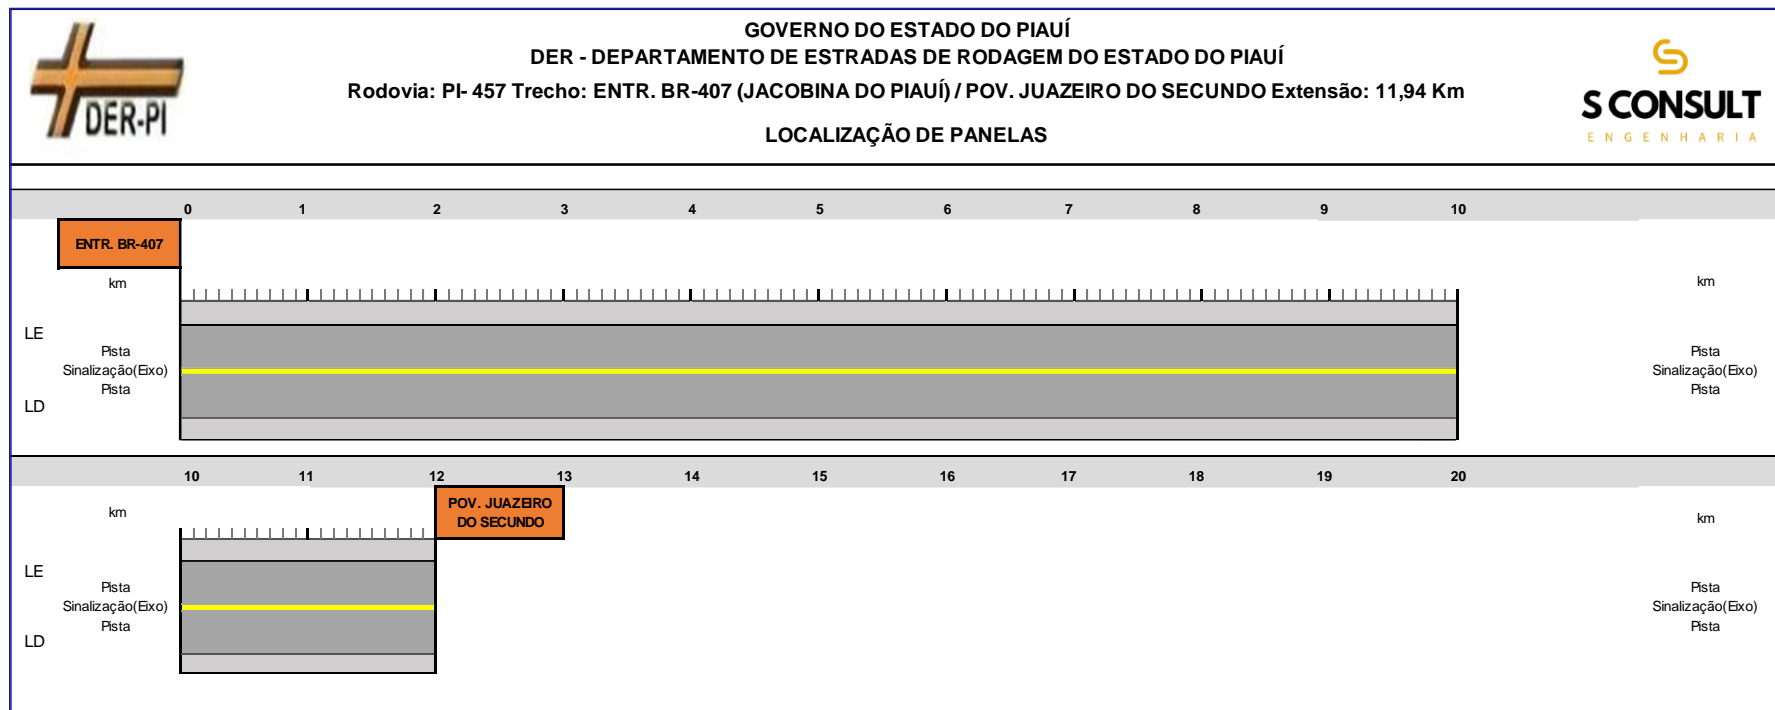 GOVERNO DO ESTADO DO PIAUÍ
DER - DEPARTAMENTO DE ESTRADAS DE RODAGEM DO ESTADO DO PIAUÍ
Rodovia: PI- 457 Trecho: ENTR. BR-407 (JACOBINA DO PIAUÍ) / POV. JUAZEIRO DO SECUNDO Extensão: 11,94 Km
LOCALIZAÇÃO DE PANELAS
DER-PI
S CONSULT
ENGENHARIA
0 1 2 3 4 5 6 7 8 9 10
ENTR. BR-407
km km
LE
Pista Pista
Sinalização(Eixo) Sinalização(Eixo)
Pista Pista
LD
10 11 12 13 14 15 16 17 18 19 20
POV. JUAZEIRO
DO SECUNDO
km km
LE
Pista Pista
Sinalização(Eixo) Sinalização(Eixo)
Pista Pista
LD